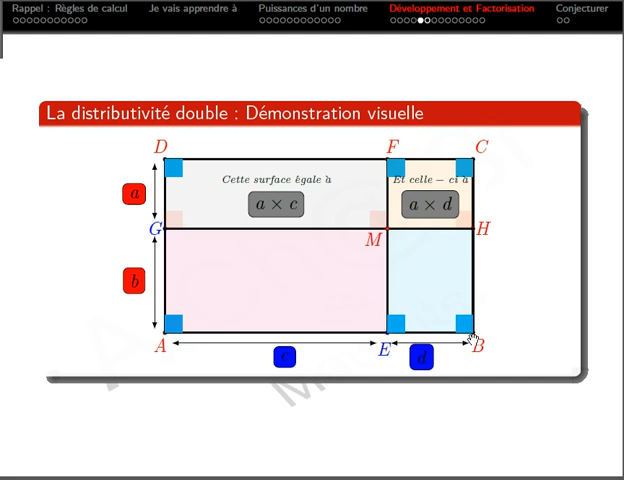 Rappel : Règles de calcul Je vais apprendre à Puissances d'un nombre Développement et Factorisation Conjecturer
La distributivité double : Démonstration visuelle
D F C
Cette surface égale à Et celle – ci à
a a × c a × d
G M H
b
A E B
c d